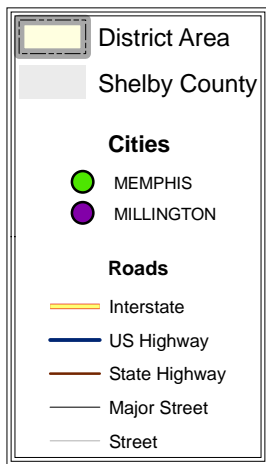 District Area
Shelby County
Cities
MEMPHIS
MILLINGTON
Roads
Interstate
US Highway
State Highway
Major Street
Street